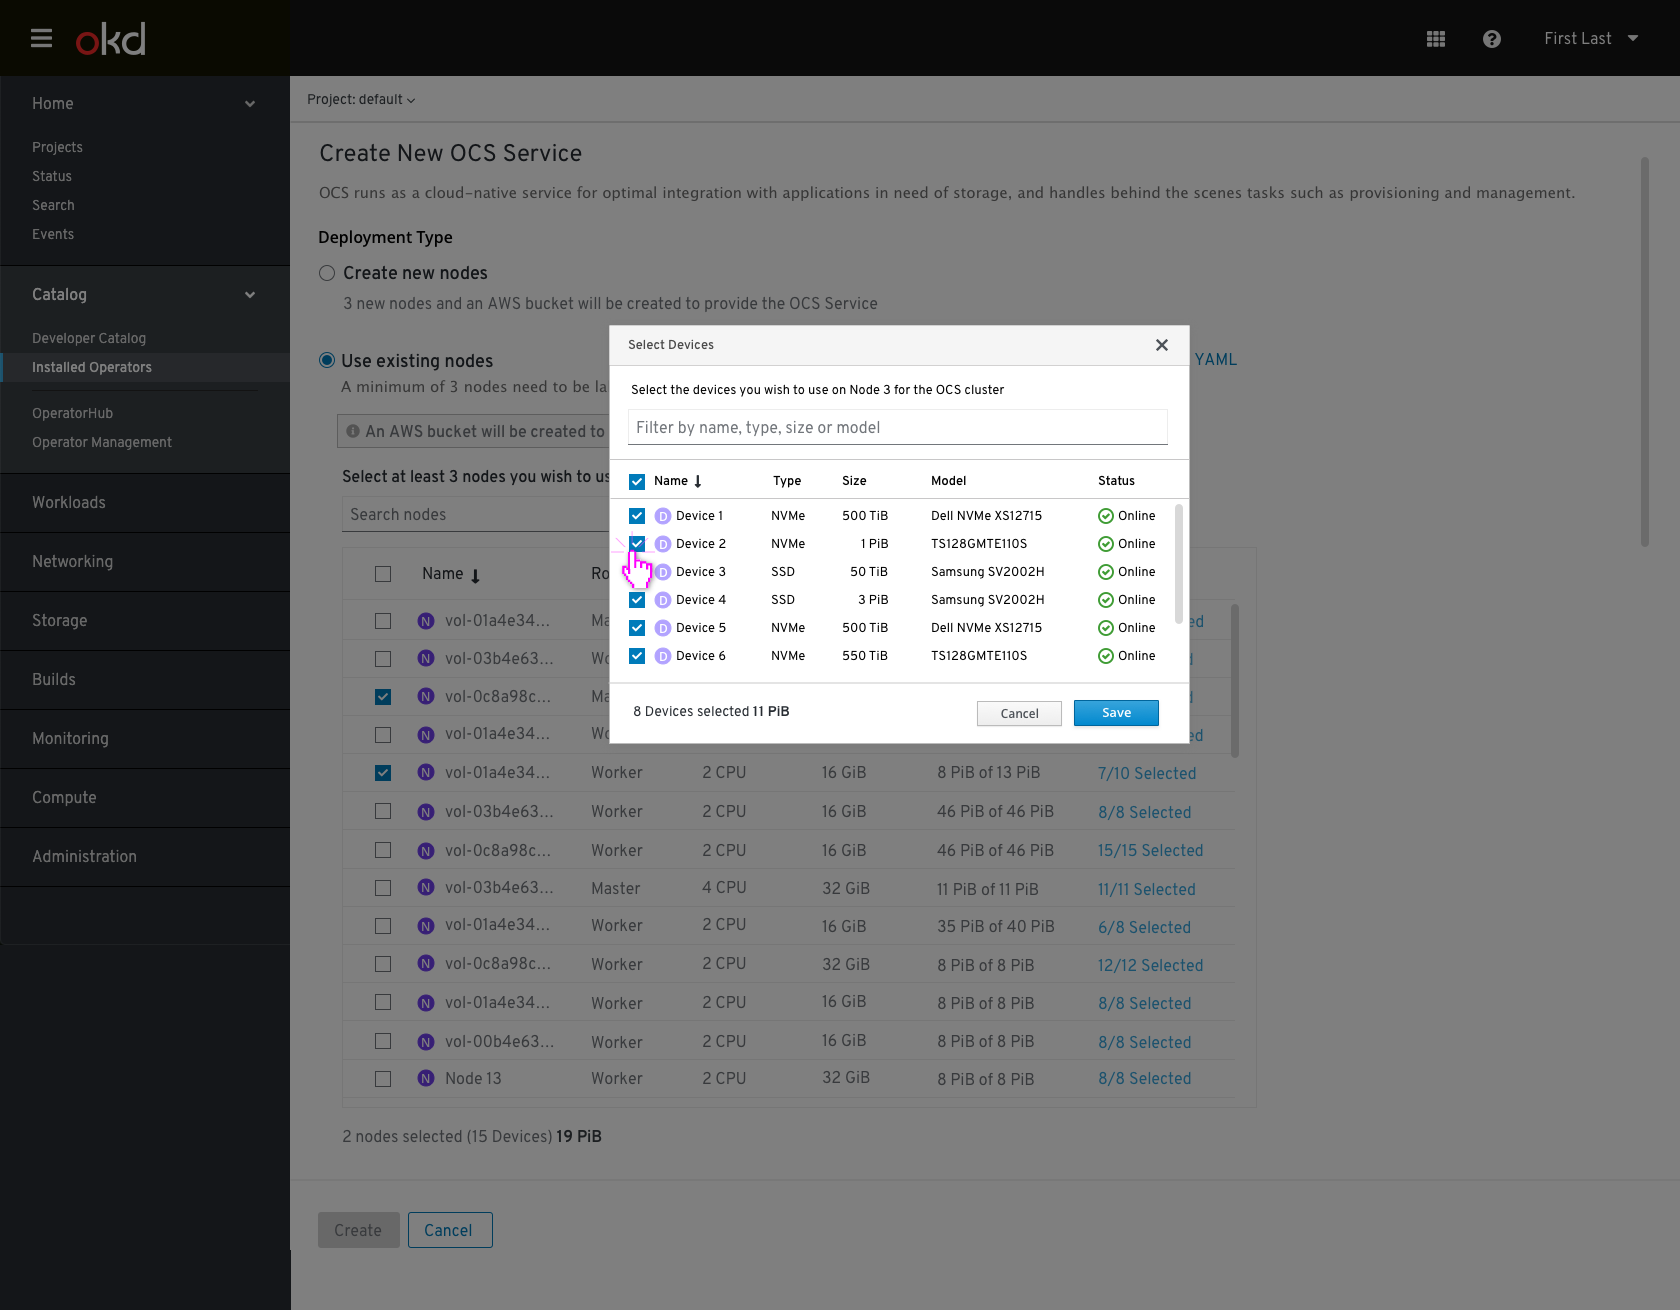 okd
First Last
Home
Projects
Status
Search
Events
Catalog
Developer Catalog
Installed Operators
OperatorHub
Operator Management
Workloads
Networking
Storage
Builds
Monitoring
Compute
Administration
Project: default
Create New OCS Service
OCS runs as a cloud-native service for optimal integration with applications in need of storage, and handles behind the scenes tasks such as provisioning and management.
Deployment Type
Create new nodes
3 new nodes and an AWS bucket will be created to provide the OCS Service
Use existing nodes
YAML
A minimum of 3 nodes need to be la
An AWS bucket will be created to
Select at least 3 nodes you wish to us
Search nodes
Select Devices
Select the devices you wish to use on Node 3 for the OCS cluster
Filter by name, type, size or model
Name Type Size Model Status
D Device 1 NVMe 500 TiB Dell NVMe XS12715 Online
D Device 2 NVMe 1 PiB TS128GMTE110S Online
D Device 3 SSD 50 TiB Samsung SV2002H Online
D Device 4 SSD 3 PiB Samsung SV2002H Online
D Device 5 NVMe 500 TiB Dell NVMe XS12715 Online
D Device 6 NVMe 550 TiB TS128GMTE110S Online
8 Devices selected 11 PiB
Cancel
Save
Name Ro
N vol-01a4e34... Ma ed
N vol-03b4e63... Wo
N vol-0c8a98c... Ma
N vol-01a4e34... Wo ed
N vol-01a4e34... Worker 2 CPU 16 GiB 8 PiB of 13 PiB 7/10 Selected
N vol-03b4e63... Worker 2 CPU 16 GiB 46 PiB of 46 PiB 8/8 Selected
N vol-0c8a98c... Worker 2 CPU 16 GiB 46 PiB of 46 PiB 15/15 Selected
N vol-03b4e63... Master 4 CPU 32 GiB 11 PiB of 11 PiB 11/11 Selected
N vol-01a4e34... Worker 2 CPU 16 GiB 35 PiB of 40 PiB 6/8 Selected
N vol-0c8a98c... Worker 2 CPU 32 GiB 8 PiB of 8 PiB 12/12 Selected
N vol-01a4e34... Worker 2 CPU 16 GiB 8 PiB of 8 PiB 8/8 Selected
N vol-00b4e63... Worker 2 CPU 16 GiB 8 PiB of 8 PiB 8/8 Selected
N Node 13 Worker 2 CPU 32 GiB 8 PiB of 8 PiB 8/8 Selected
2 nodes selected (15 Devices) 19 PiB
Create
Cancel